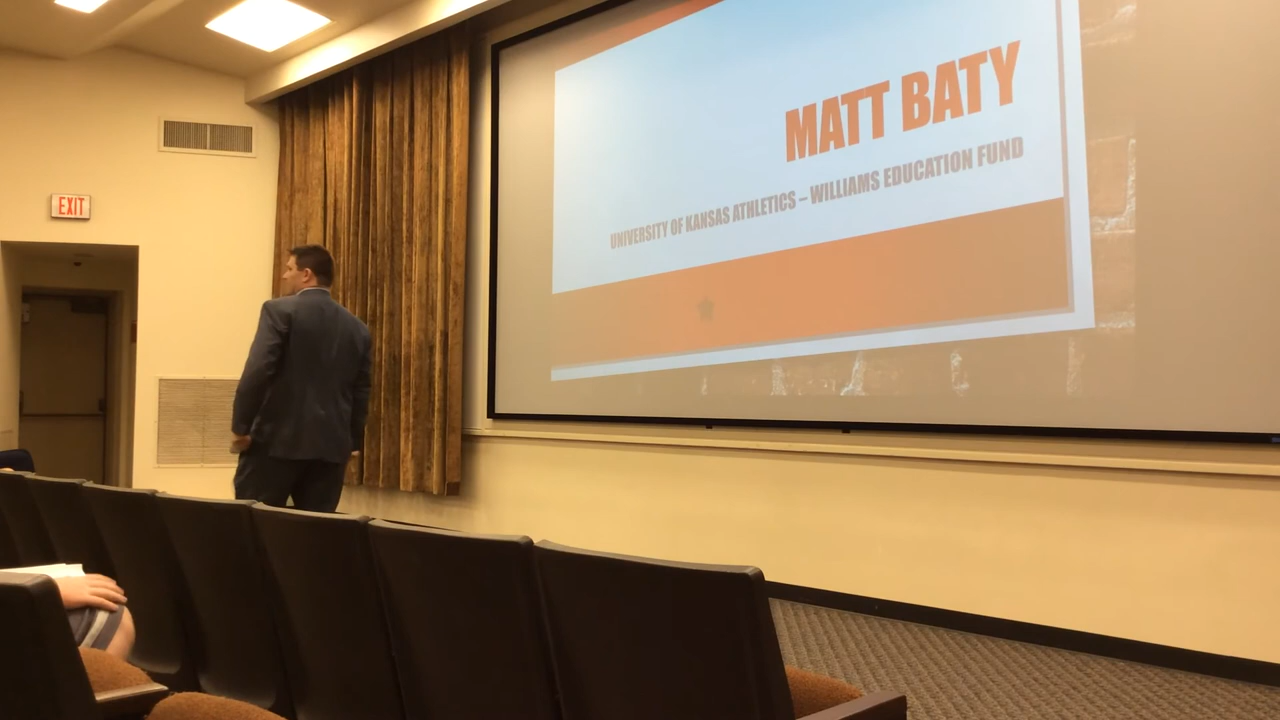 MATT BATY
UNIVERSITY OF KANSAS ATHLETICS – WILLIAMS EDUCATION FUND
EXIT